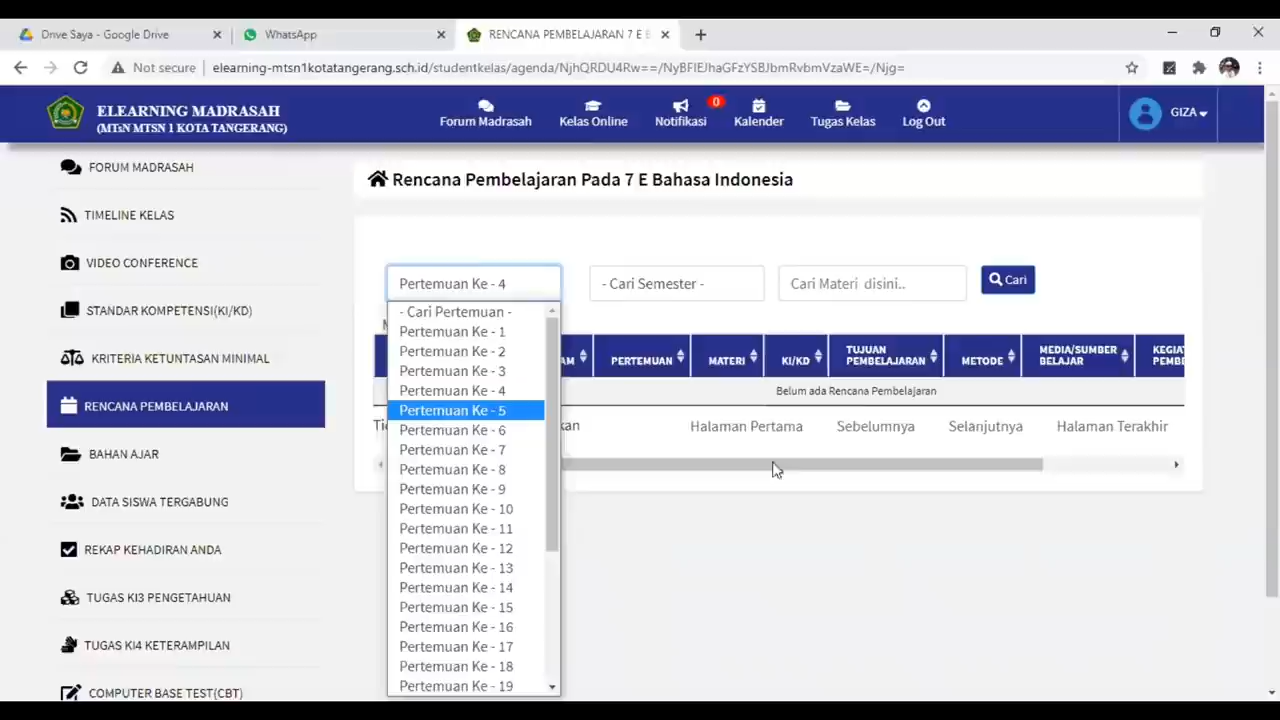 Drive Saya - Google Drive
WhatsApp
RENCANA PEMBELAJARAN 7 E B
Not secure
elearning-mtsn1kotatangerang.sch.id/studentkelas/agenda/NjhQRDU4Rw==/NyBFIEJhaGFzYSBJbmRvbmVzaWE=/Njg=
ELEARNING MADRASAH
(MTsN MTSN 1 KOTA TANGERANG)
Forum Madrasah
Kelas Online
0
Notifikasi
Kalender
Tugas Kelas
Log Out
GIZA
FORUM MADRASAH
TIMELINE KELAS
VIDEO CONFERENCE
STANDAR KOMPETENSI(KI/KD)
KRITERIA KETUNTASAN MINIMAL
RENCANA PEMBELAJARAN
BAHAN AJAR
DATA SISWA TERGABUNG
REKAP KEHADIRAN ANDA
TUGAS KI3 PENGETAHUAN
TUGAS KI4 KETERAMPILAN
COMPUTER BASE TEST(CBT)
Rencana Pembelajaran Pada 7 E Bahasa Indonesia
Pertemuan Ke - 4
- Cari Semester -
Cari Materi disini..
Cari
- Cari Pertemuan -
Pertemuan Ke - 1
Pertemuan Ke - 2
Pertemuan Ke - 3
Pertemuan Ke - 4
Pertemuan Ke - 5
Pertemuan Ke - 6
Pertemuan Ke - 7
Pertemuan Ke - 8
Pertemuan Ke - 9
Pertemuan Ke - 10
Pertemuan Ke - 11
Pertemuan Ke - 12
Pertemuan Ke - 13
Pertemuan Ke - 14
Pertemuan Ke - 15
Pertemuan Ke - 16
Pertemuan Ke - 17
Pertemuan Ke - 18
Pertemuan Ke - 19
AM
PERTEMUAN
MATERI
KI/KD
TUJUAN
PEMBELAJARAN
METODE
MEDIA/SUMBER
BELAJAR
KEGIAT
PEMBE
Belum ada Rencana Pembelajaran
kan
Halaman Pertama
Sebelumnya
Selanjutnya
Halaman Terakhir